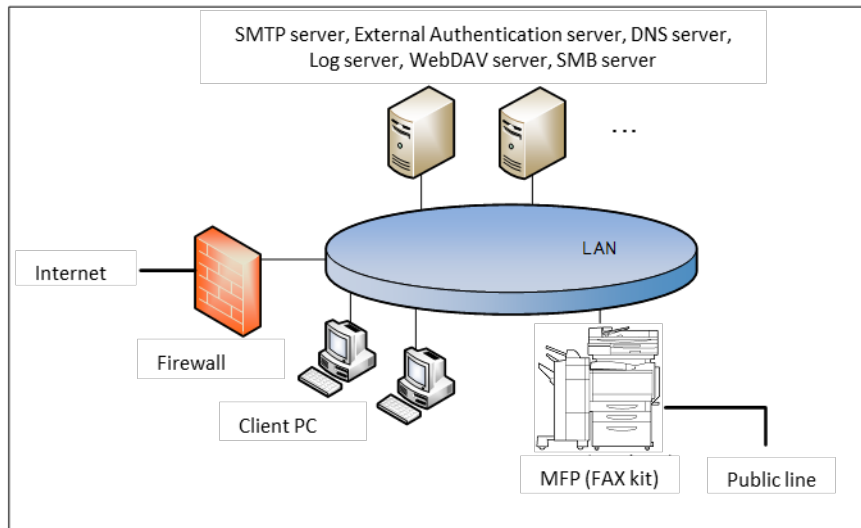 SMTP server, External Authentication server, DNS server,
Log server, WebDAV server, SMB server
...
LAN
Internet
Firewall
Client PC
MFP (FAX kit)
Public line